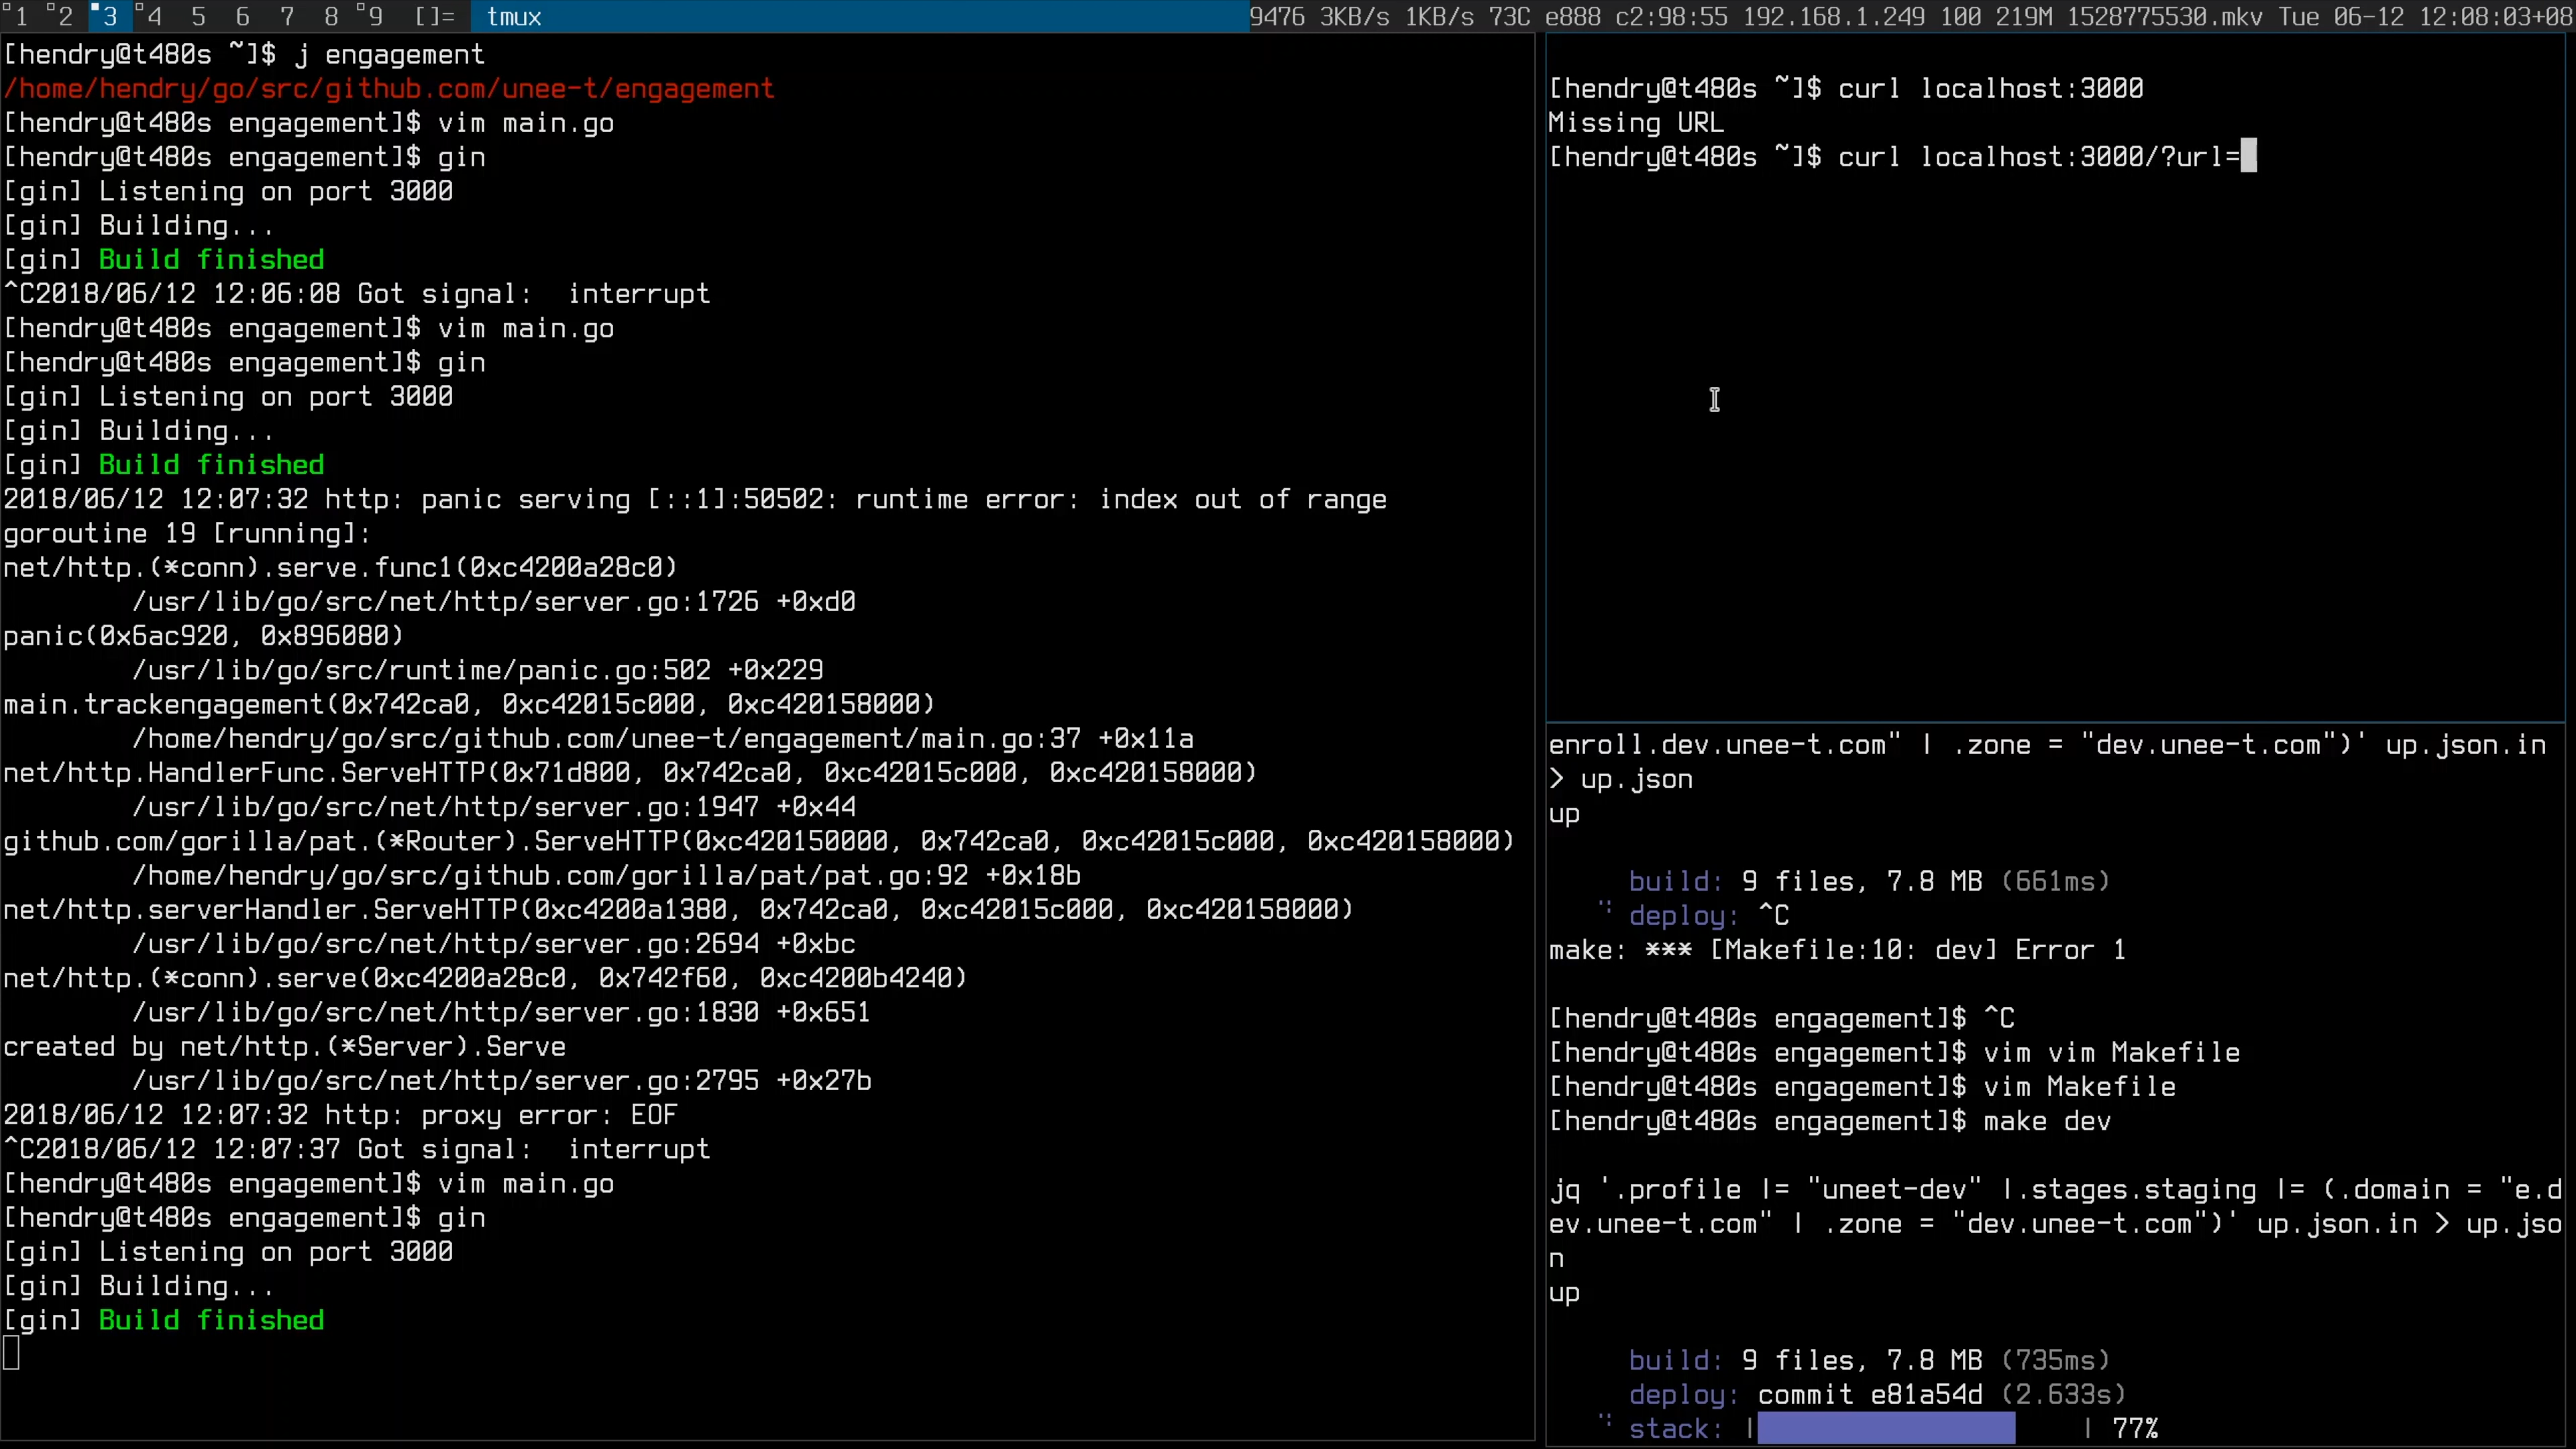 1 2 3 4 5 6 7 8 9 []= tmux 9476 3KB/s 1KB/s 73C e888 c2:98:55 192.168.1.249 100 219M 1528775530.mkv Tue 06-12 12:08:03+08
[hendry@t480s ~]$ j engagement
/home/hendry/go/src/github.com/unee-t/engagement
[hendry@t480s engagement]$ vim main.go
[hendry@t480s engagement]$ gin
[gin] Listening on port 3000
[gin] Building...
[gin] Build finished
^C2018/06/12 12:06:08 Got signal:  interrupt
[hendry@t480s engagement]$ vim main.go
[hendry@t480s engagement]$ gin
[gin] Listening on port 3000
[gin] Building...
[gin] Build finished
2018/06/12 12:07:32 http: panic serving [::1]:50502: runtime error: index out of range
goroutine 19 [running]:
net/http.(*conn).serve.func1(0xc4200a28c0)
/usr/lib/go/src/net/http/server.go:1726 +0xd0
panic(0x6ac920, 0x896080)
/usr/lib/go/src/runtime/panic.go:502 +0x229
main.trackengagement(0x742ca0, 0xc42015c000, 0xc420158000)
/home/hendry/go/src/github.com/unee-t/engagement/main.go:37 +0x11a
net/http.HandlerFunc.ServeHTTP(0x71d800, 0x742ca0, 0xc42015c000, 0xc420158000)
/usr/lib/go/src/net/http/server.go:1947 +0x44
github.com/gorilla/pat.(*Router).ServeHTTP(0xc420150000, 0x742ca0, 0xc42015c000, 0xc420158000)
/home/hendry/go/src/github.com/gorilla/pat/pat.go:92 +0x18b
net/http.serverHandler.ServeHTTP(0xc4200a1380, 0x742ca0, 0xc42015c000, 0xc420158000)
/usr/lib/go/src/net/http/server.go:2694 +0xbc
net/http.(*conn).serve(0xc4200a28c0, 0x742f60, 0xc4200b4240)
/usr/lib/go/src/net/http/server.go:1830 +0x651
created by net/http.(*Server).Serve
/usr/lib/go/src/net/http/server.go:2795 +0x27b
2018/06/12 12:07:32 http: proxy error: EOF
^C2018/06/12 12:07:37 Got signal:  interrupt
[hendry@t480s engagement]$ vim main.go
[hendry@t480s engagement]$ gin
[gin] Listening on port 3000
[gin] Building...
[gin] Build finished
[hendry@t480s ~]$ curl localhost:3000
Missing URL
[hendry@t480s ~]$ curl localhost:3000/?url=
enroll.dev.unee-t.com" | .zone = "dev.unee-t.com")' up.json.in
> up.json
up
build: 9 files, 7.8 MB (661ms)
deploy: ^C
make: *** [Makefile:10: dev] Error 1
[hendry@t480s engagement]$ ^C
[hendry@t480s engagement]$ vim vim Makefile
[hendry@t480s engagement]$ vim Makefile
[hendry@t480s engagement]$ make dev
jq '.profile |= "uneet-dev" |.stages.staging |= (.domain = "e.d
ev.unee-t.com" | .zone = "dev.unee-t.com")' up.json.in > up.jso
n
up
build: 9 files, 7.8 MB (735ms)
deploy: commit e81a54d (2.633s)
stack: | | 77%